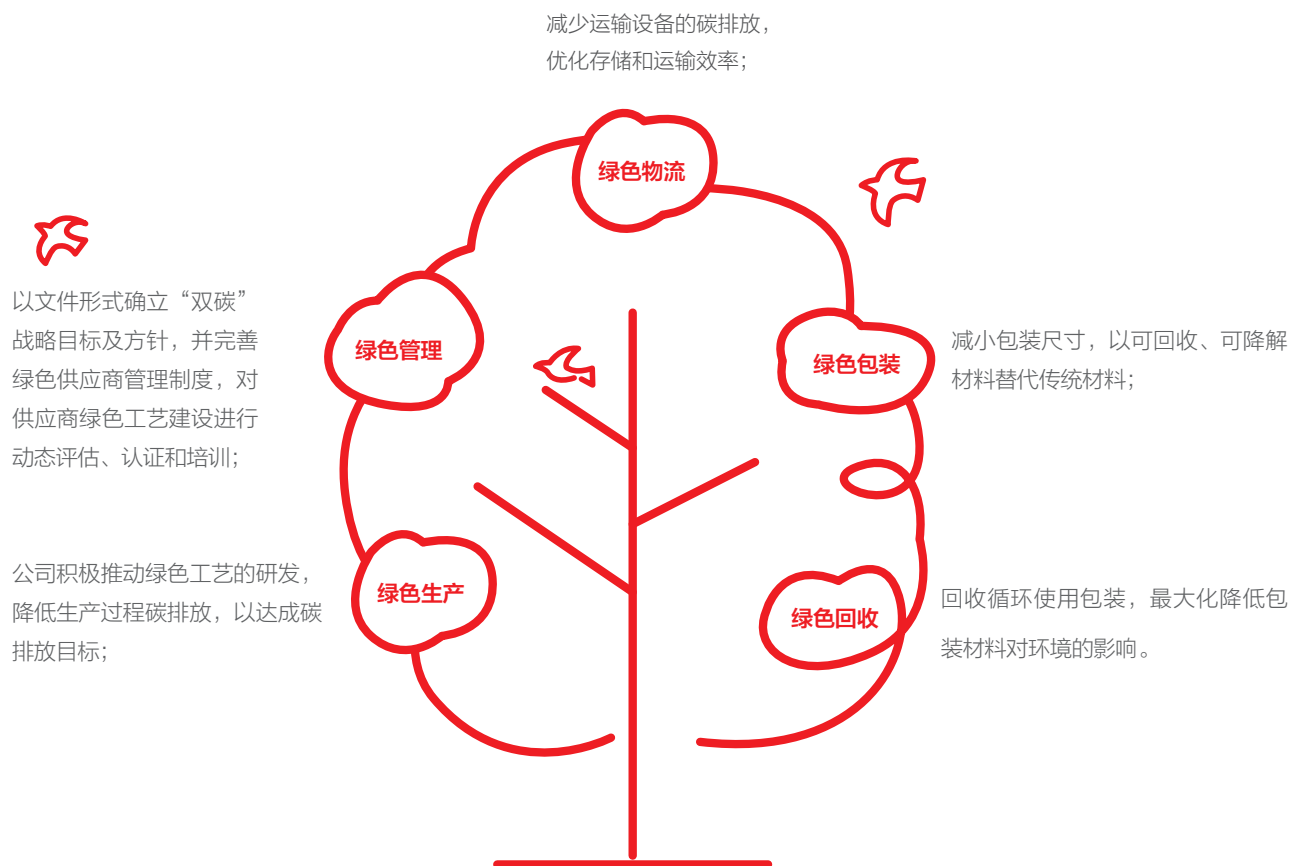 减少运输设备的碳排放，
优化存储和运输效率；
绿色物流
以文件形式确立“双碳”
战略目标及方针，并完善
绿色供应商管理制度，对
供应商绿色工艺建设进行
动态评估、认证和培训；
绿色管理
绿色包装
减小包装尺寸，以可回收、可降解
材料替代传统材料；
公司积极推动绿色工艺的研发，
降低生产过程碳排放，以达成碳
排放目标；
绿色生产
绿色回收
回收循环使用包装，最大化降低包
装材料对环境的影响。